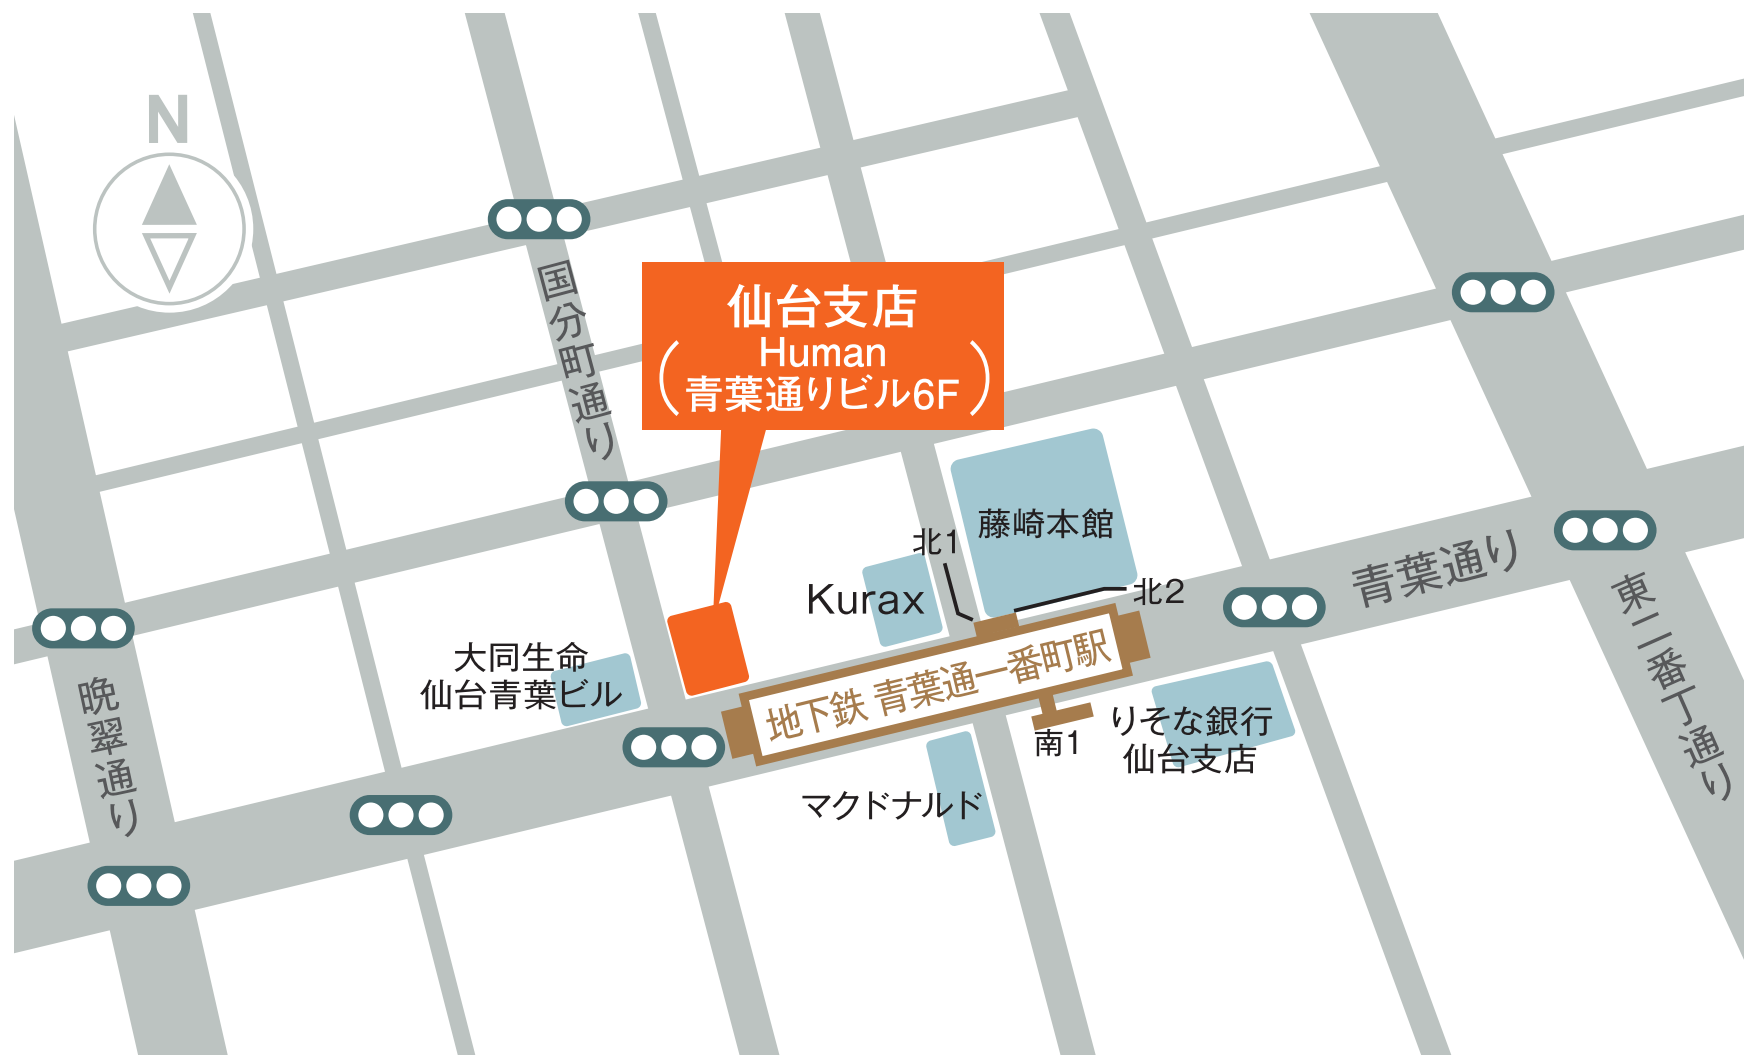 N
国分町通り
仙台支店
(Human
青葉通りビル6F)
藤崎本館
北1
北2
Kurax
青葉通り
東二番丁通り
大同生命
仙台青葉ビル
地下鉄 青葉通一番町駅
晩翠通り
南1
りそな銀行
仙台支店
マクドナルド